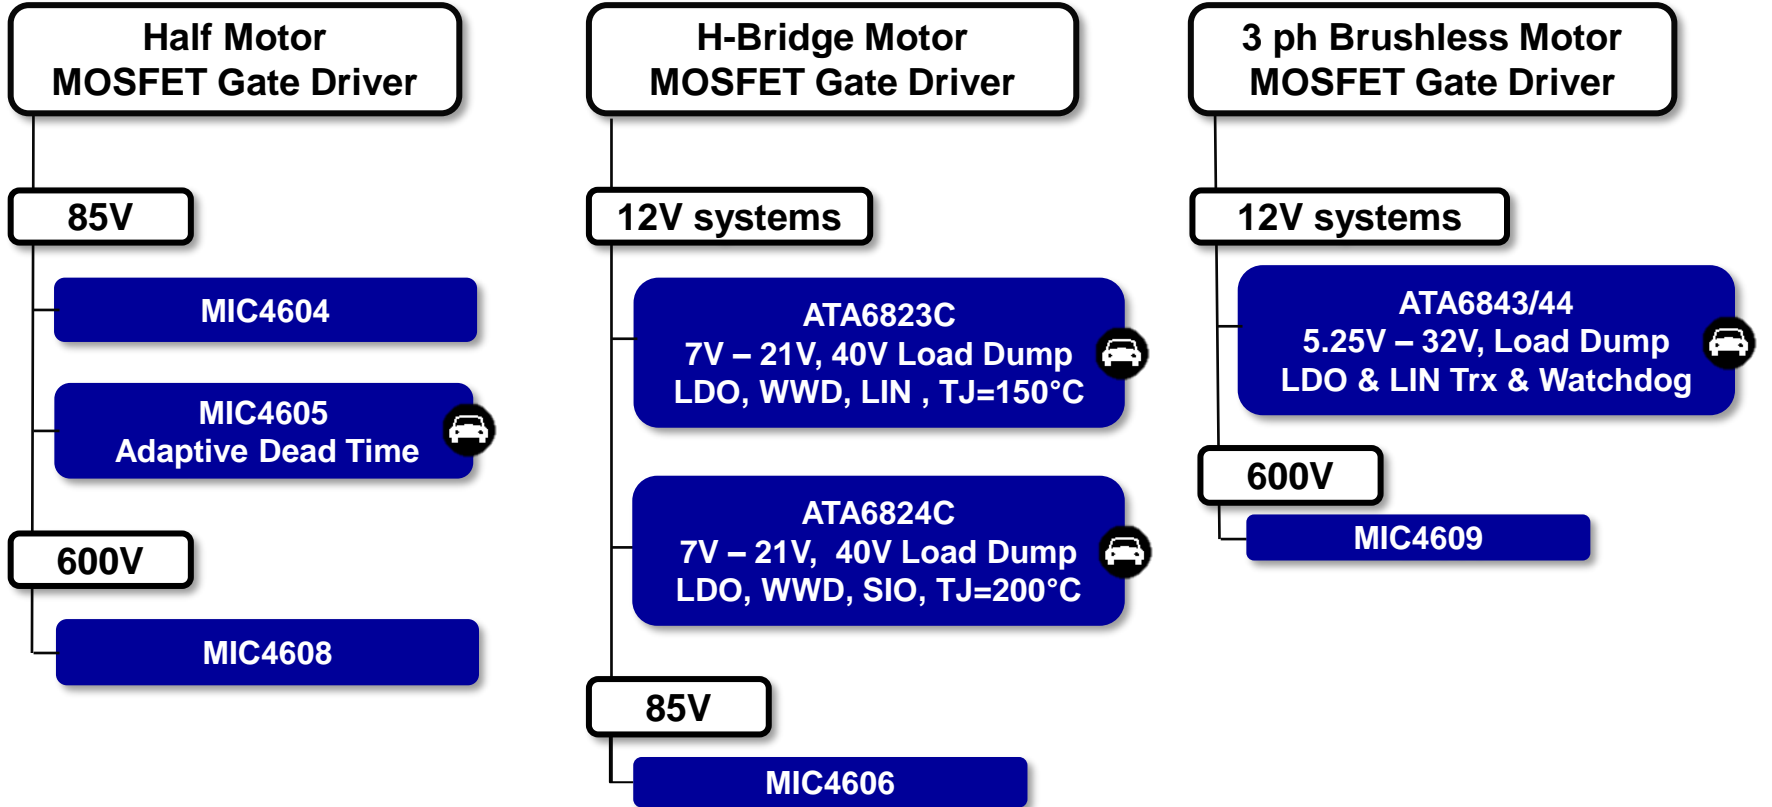 Half Motor
MOSFET Gate Driver
85V
MIC4604
MIC4605
Adaptive Dead Time
600V
MIC4608
H-Bridge Motor
MOSFET Gate Driver
12V systems
ATA6823C
7V – 21V, 40V Load Dump
LDO, WWD, LIN , TJ=150°C
ATA6824C
7V – 21V,  40V Load Dump
LDO, WWD, SIO, TJ=200°C
85V
MIC4606
3 ph Brushless Motor
MOSFET Gate Driver
12V systems
ATA6843/44
5.25V – 32V, Load Dump
LDO & LIN Trx & Watchdog
600V
MIC4609